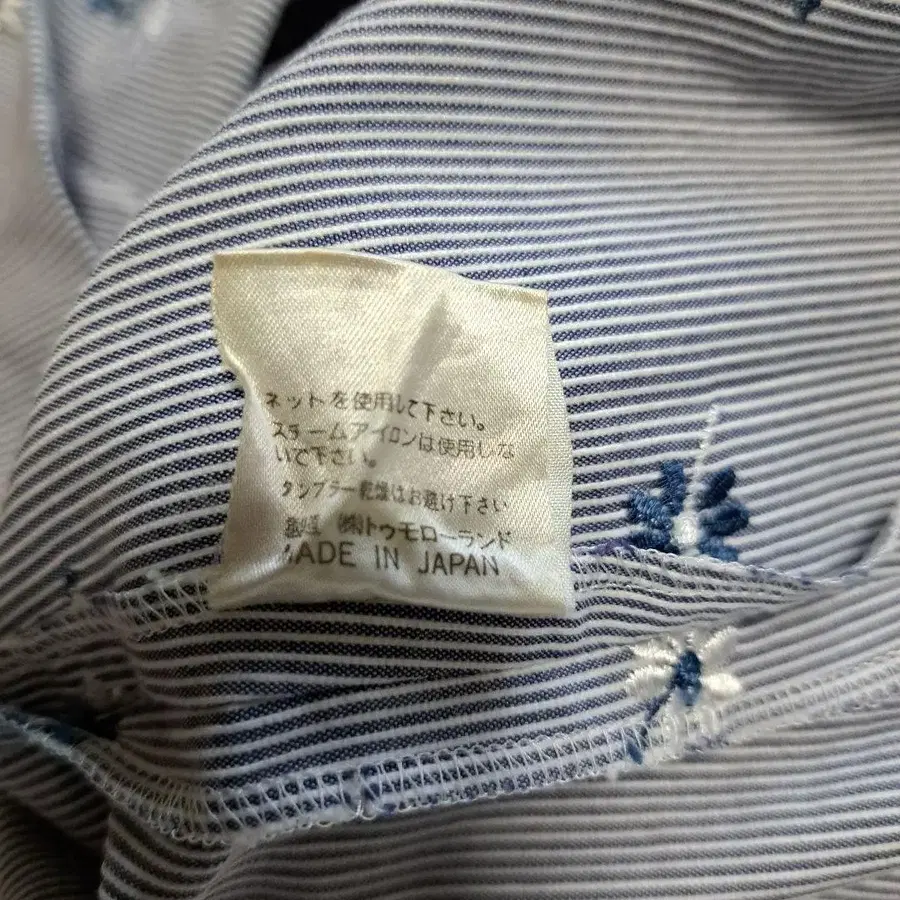 ネットを使用して下さい。
スチームアイロンは使用しな
いで下さい。
タンブラー乾燥はお避け下さい
㈱トゥモローランド
MADE IN JAPAN